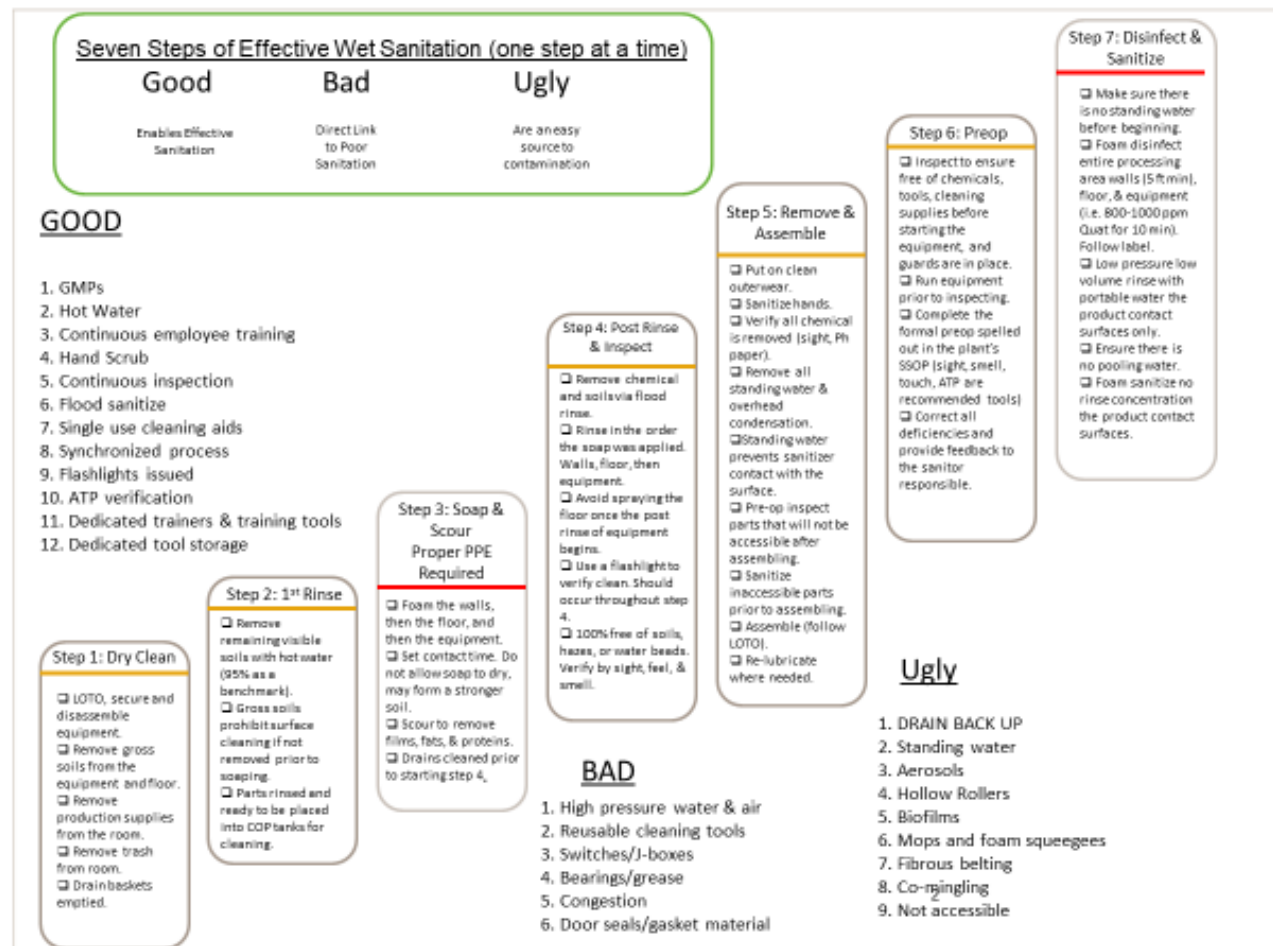 Seven Steps of Effective Wet Sanitation (one step at a time)
Good
Bad
Ugly
Enables Effective
Sanitation
Direct Link
to Poor
Sanitation
Are an easy
source to
contamination
GOOD
1. GMPs
2. Hot Water
3. Continuous employee training
4. Hand Scrub
5. Continuous inspection
6. Flood sanitize
7. Single use cleaning aids
8. Synchronized process
9. Flashlights issued
10. ATP verification
11. Dedicated trainers & training tools
12. Dedicated tool storage
Step 1: Dry Clean
❑ LOTO, secure and
disassemble
equipment.
❑ Remove gross
soils from the
equipment and floor.
❑ Remove
production supplies
from the room.
❑ Remove trash
from room.
❑ Drain baskets
emptied.
Step 2: 1st Rinse
❑ Remove
remaining visible
soils with hot water
(95% as a
benchmark).
❑ Gross soils
prohibit surface
cleaning if not
removed prior to
soaping.
❑ Parts rinsed and
ready to be placed
into COP tanks for
cleaning.
Step 3: Soap &
Scour
Proper PPE
Required
❑ Foam the walls,
then the floor, and
then the equipment.
❑ Set contact time. Do
not allow soap to dry,
may form a stronger
soil.
❑ Scour to remove
films, fats, & proteins.
❑ Drains cleaned prior
to starting step 4.
Step 4: Post Rinse
& Inspect
❑ Remove chemical
and soils via flood
rinse.
❑ Rinse in the order
the soap was applied.
Walls, floor, then
equipment.
❑ Avoid spraying the
floor once the post
rinse of equipment
begins.
❑ Use a flashlight to
verify clean. Should
occur throughout step
4.
❑ 100% free of soils,
hazes, or water beads.
Verify by sight, feel, &
smell.
Step 5: Remove &
Assemble
❑ Put on clean
outerwear.
❑ Sanitize hands.
❑ Verify all chemical
is removed (sight, Ph
paper).
❑ Remove all
standing water &
overhead
condensation.
❑Standing water
prevents sanitizer
contact with the
surface.
❑ Pre-op inspect
parts that will not be
accessible after
assembling.
❑ Sanitize
inaccessible parts
prior to assembling.
❑ Assemble (follow
LOTO).
❑ Re-lubricate
where needed.
Step 6: Preop
❑ Inspect to ensure
free of chemicals,
tools, cleaning
supplies before
starting the
equipment, and
guards are in place.
❑ Run equipment
prior to inspecting.
❑ Complete the
formal preop spelled
out in the plant's
SSOP (sight, smell,
touch, ATP are
recommended tools)
❑ Correct all
deficiencies and
provide feedback to
the sanitor
responsible.
Step 7: Disinfect &
Sanitize
❑ Make sure there
is no standing water
before beginning.
❑ Foam disinfect
entire processing
area walls (5 ft min),
floor, & equipment
(i.e. 800-1000 ppm
Quat for 10 min).
Follow label.
❑ Low pressure low
volume rinse with
portable water the
product contact
surfaces only.
❑ Ensure there is
no pooling water.
❑ Foam sanitize no
rinse concentration
the product contact
surfaces.
BAD
1. High pressure water & air
2. Reusable cleaning tools
3. Switches/J-boxes
4. Bearings/grease
5. Congestion
6. Door seals/gasket material
Ugly
1. DRAIN BACK UP
2. Standing water
3. Aerosols
4. Hollow Rollers
5. Biofilms
6. Mops and foam squeegees
7. Fibrous belting
8. Co-mingling
9. Not accessible
2